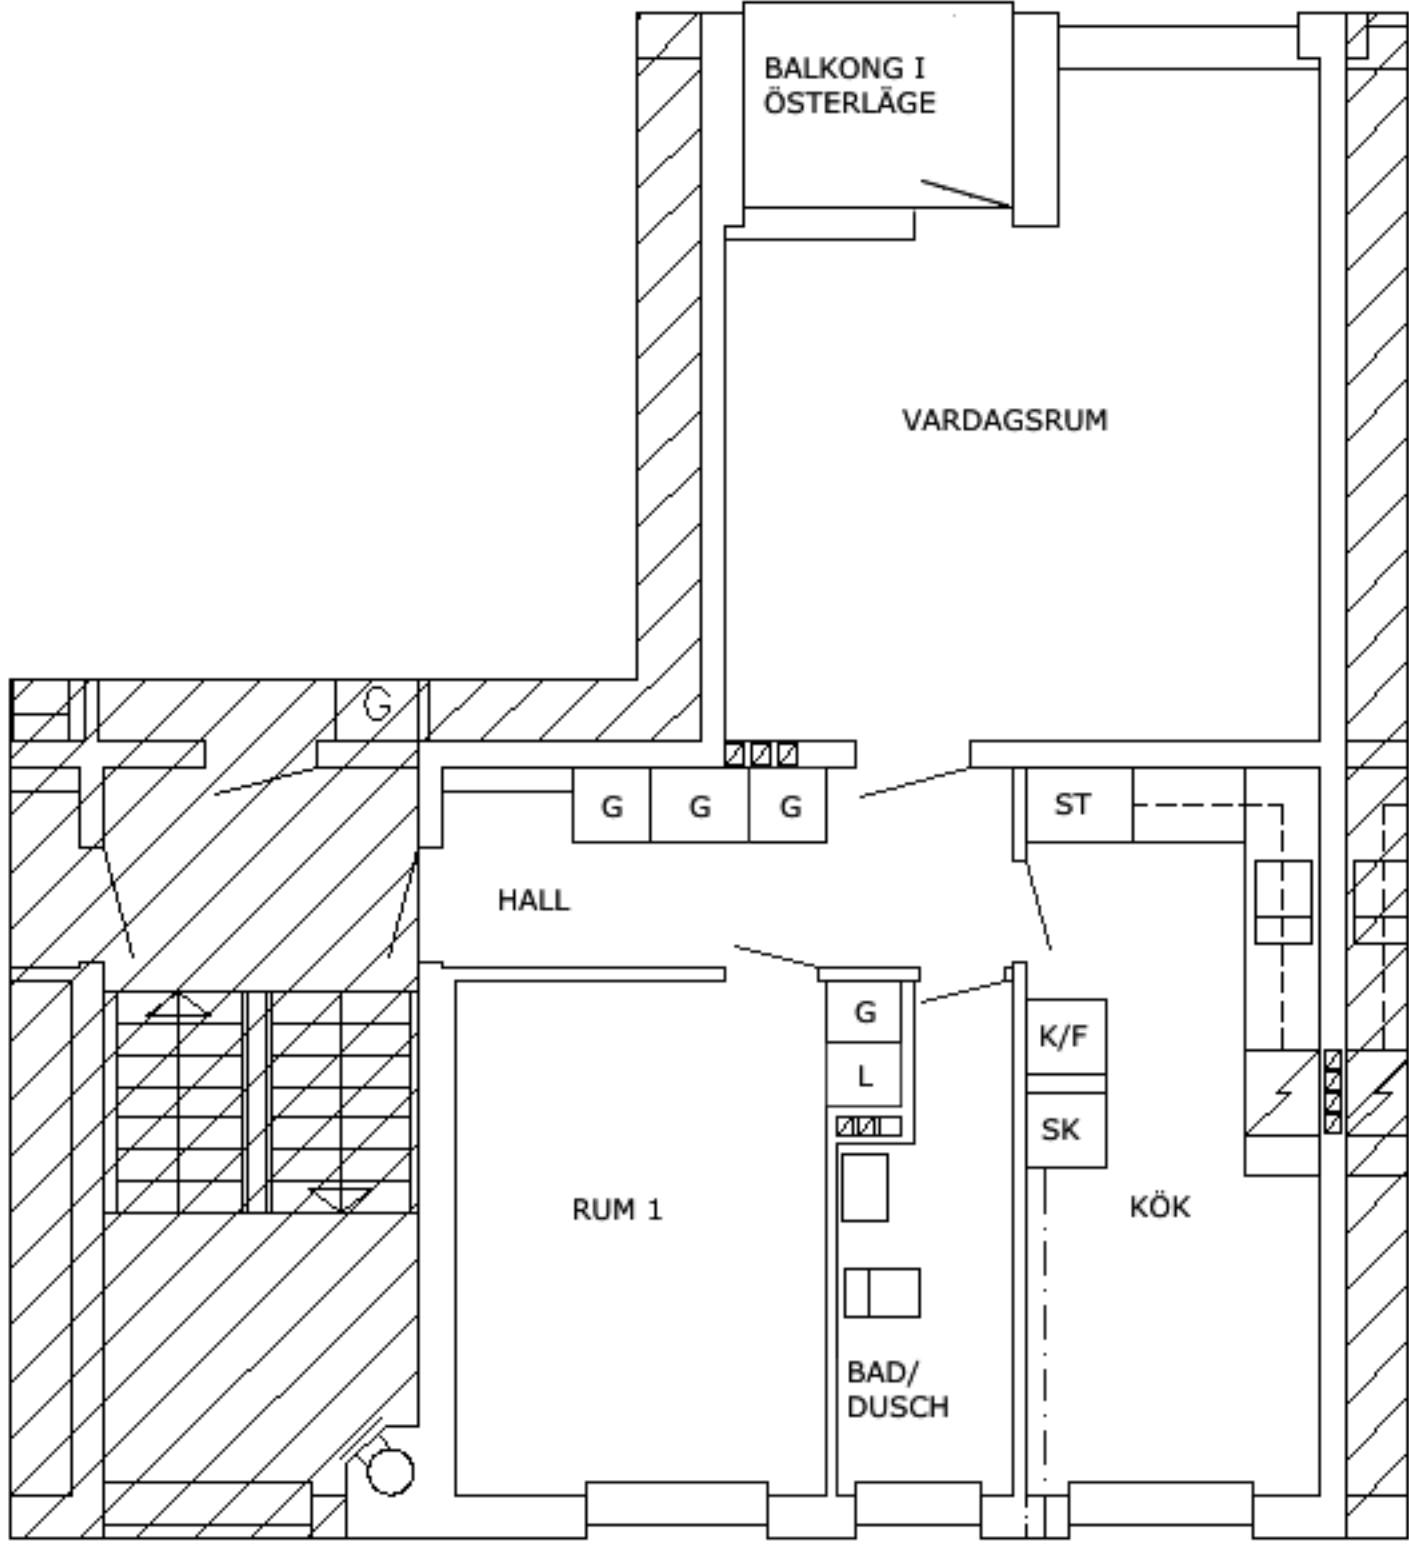 BALKONG I
ÖSTERLÄGE
VARDAGSRUM
G
G
G
G
ST
HALL
G
K/F
L
SK
RUM 1
KÖK
BAD/
DUSCH